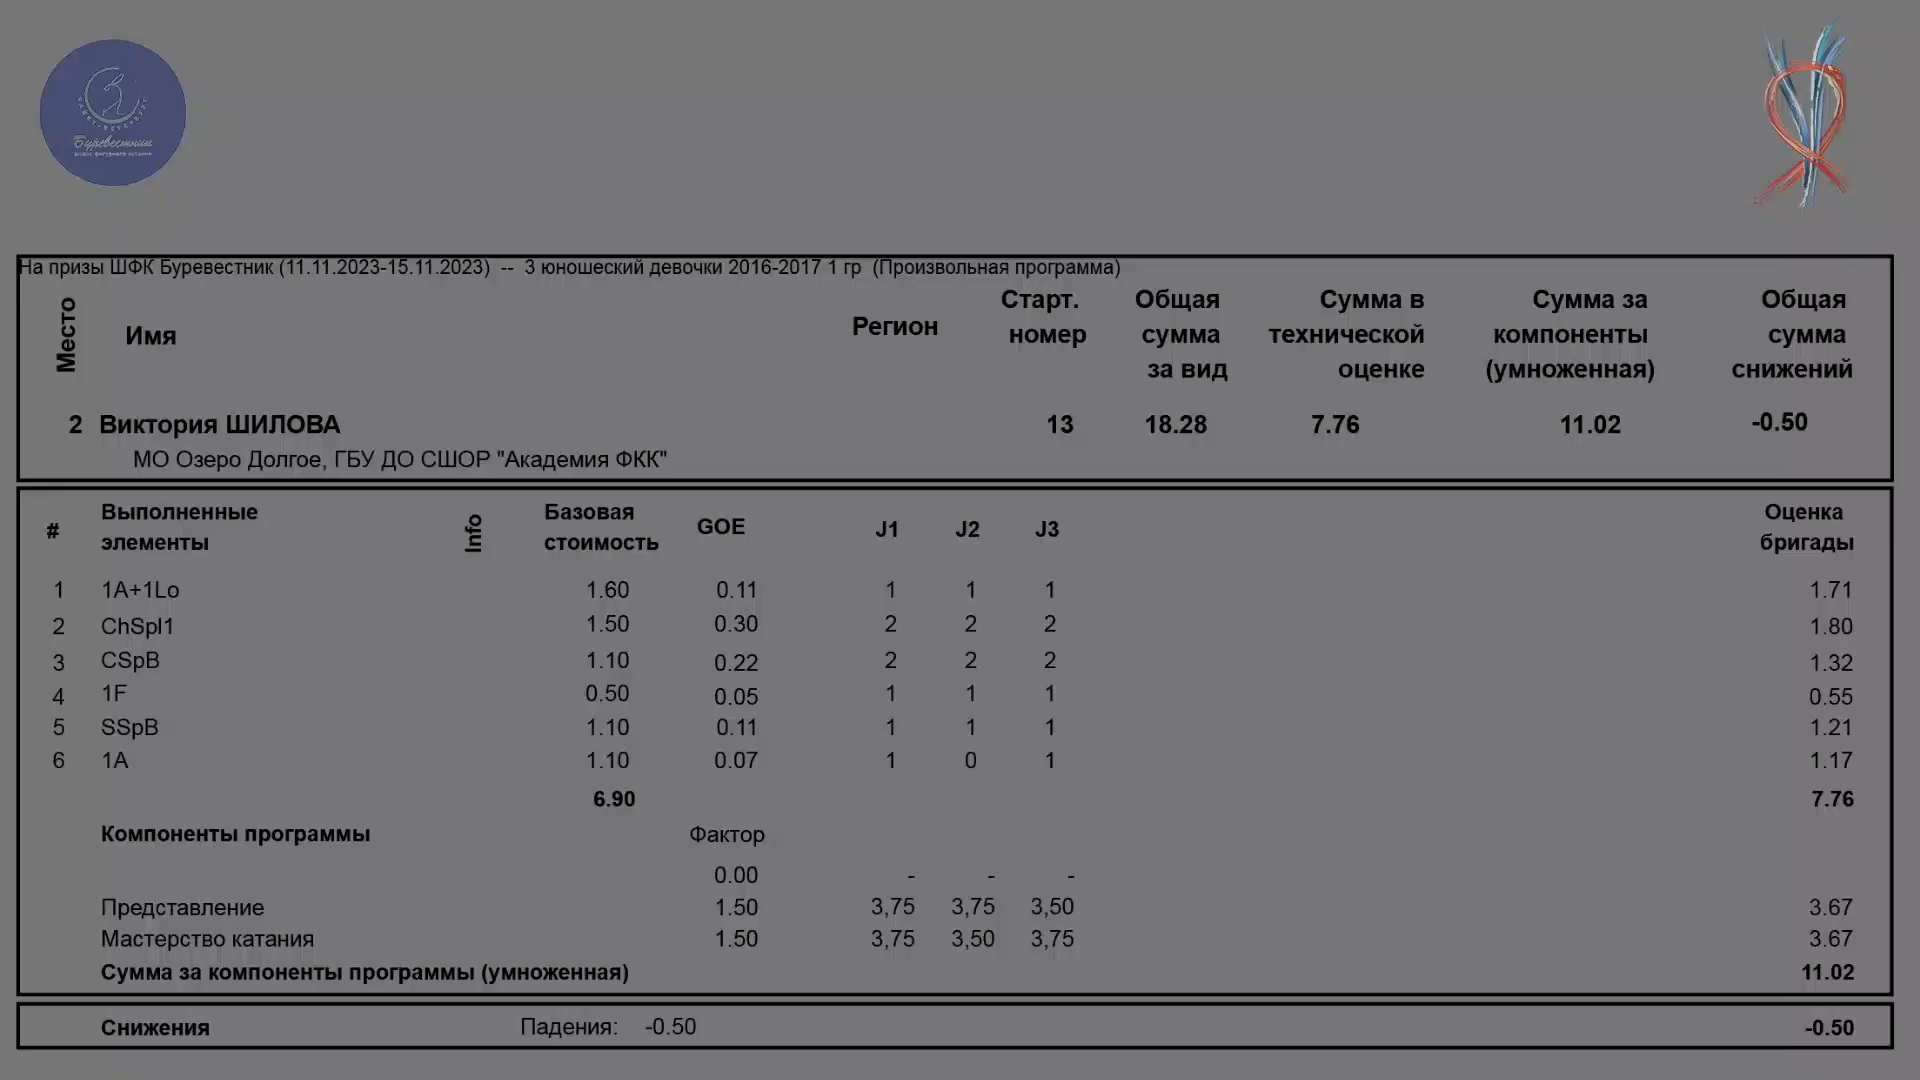 САНКТ-ПЕТЕРБУРГ
Буревестник
школа фигурного катания
На призы ШФК Буревестник (11.11.2023-15.11.2023) -- 3 юношеский девочки 2016-2017 1 гр (Произвольная программа)
Место Имя Регион Старт. номер Общая сумма за вид Сумма в технической оценке Сумма за компоненты (умноженная) Общая сумма снижений
2 Виктория ШИЛОВА 13 18.28 7.76 11.02 -0.50
МО Озеро Долгое, ГБУ ДО СШОР "Академия ФКК"
# Выполненные элементы Info Базовая стоимость GOE J1 J2 J3 Оценка бригады
1 1A+1Lo 1.60 0.11 1 1 1 1.71
2 ChSpl1 1.50 0.30 2 2 2 1.80
3 CSpB 1.10 0.22 2 2 2 1.32
4 1F 0.50 0.05 1 1 1 0.55
5 SSpB 1.10 0.11 1 1 1 1.21
6 1A 1.10 0.07 1 0 1 1.17
6.90 7.76
Компоненты программы Фактор
0.00 - - -
Представление 1.50 3,75 3,75 3,50 3.67
Мастерство катания 1.50 3,75 3,50 3,75 3.67
Сумма за компоненты программы (умноженная) 11.02
Снижения Падения: -0.50 -0.50